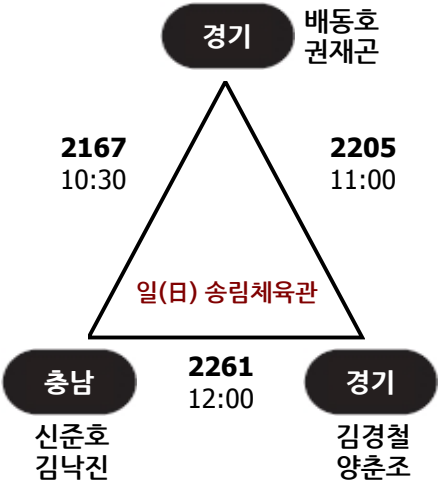 경기
배동호
권재곤
2167
10:30
2205
11:00
일(日) 송림체육관
충남
2261
12:00
경기
신준호
김낙진
김경철
양춘조